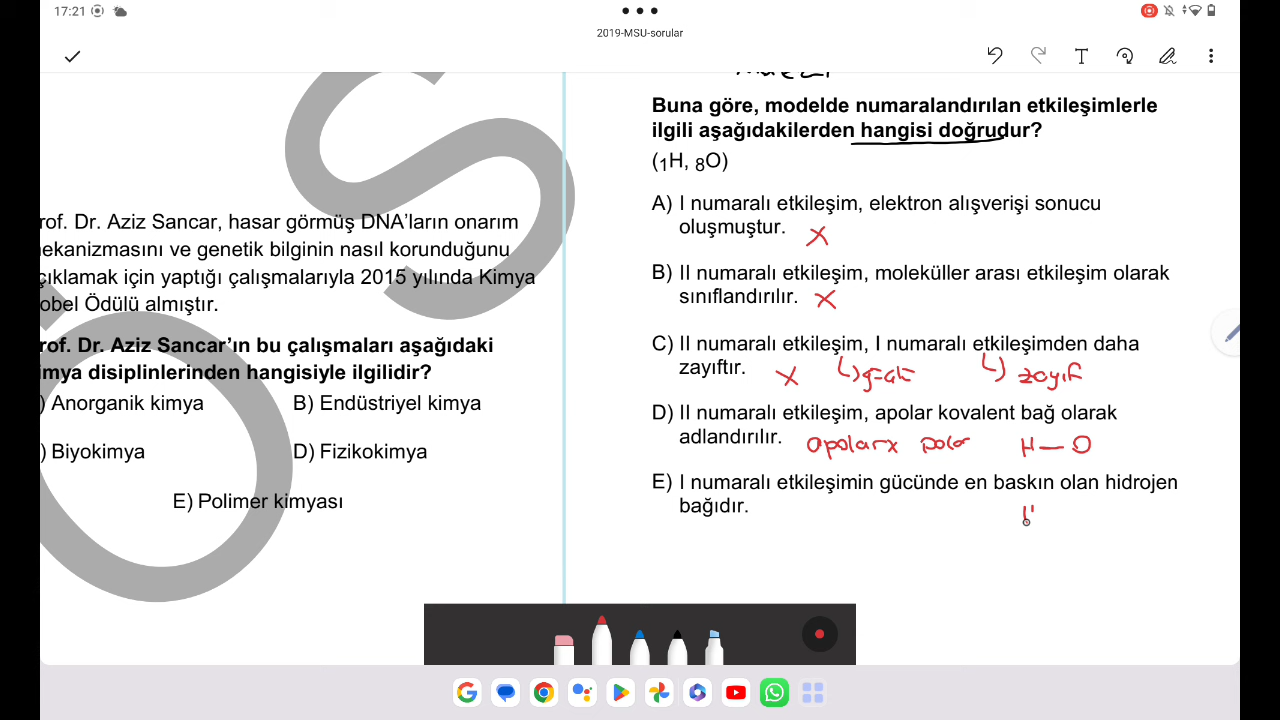 17:21
2019-MSU-sorular
rof. Dr. Aziz Sancar, hasar görmüş DNA'ların onarım
ekanizmasını ve genetik bilginin nasıl korunduğunu
çıklamak için yaptığı çalışmalarıyla 2015 yılında Kimya
obel Ödülü almıştır.
rof. Dr. Aziz Sancar'ın bu çalışmaları aşağıdaki
imya disiplinlerinden hangisiyle ilgilidir?
) Anorganik kimya B) Endüstriyel kimya
) Biyokimya D) Fizikokimya
E) Polimer kimyası
Buna göre, modelde numaralandırılan etkileşimlerle
ilgili aşağıdakilerden hangisi doğrudur?
(₁H, ₈O)
A) I numaralı etkileşim, elektron alışverişi sonucu
oluşmuştur. X
B) II numaralı etkileşim, moleküller arası etkileşim olarak
sınıflandırılır. X
C) II numaralı etkileşim, I numaralı etkileşimden daha
zayıftır. X zayıf
D) II numaralı etkileşim, apolar kovalent bağ olarak
adlandırılır. apolar x polar H — O
E) I numaralı etkileşimin gücünde en baskın olan hidrojen
bağıdır.